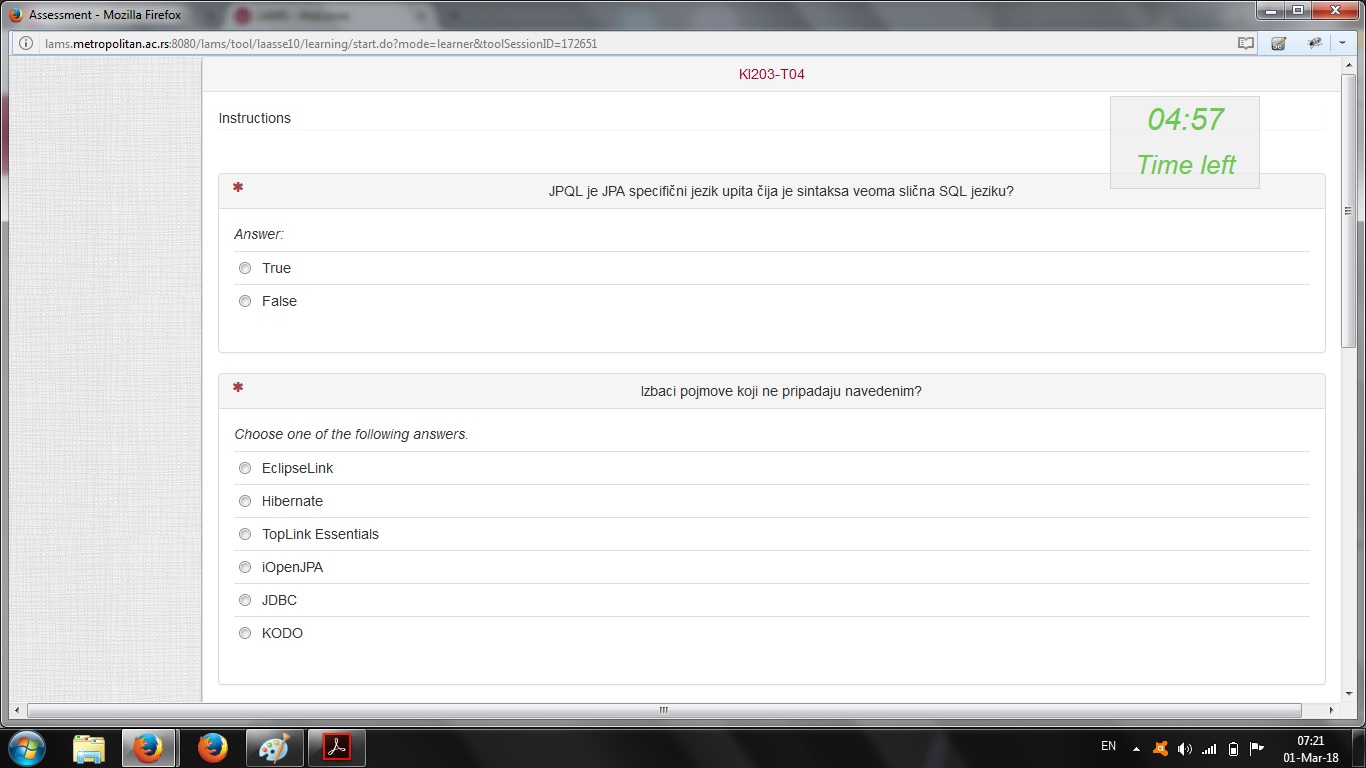 Assessment - Mozilla Firefox
lams.metropolitan.ac.rs:8080/lams/tool/laasse10/learning/start.do?mode=learner&toolSessionID=172651
KI203-T04
Instructions
04:57
Time left
JPQL je JPA specifični jezik upita čija je sintaksa veoma slična SQL jeziku?
Answer:
True
False
Izbaci pojmove koji ne pripadaju navedenim?
Choose one of the following answers.
EclipseLink
Hibernate
TopLink Essentials
iOpenJPA
JDBC
KODO
EN
07:21
01-Mar-18